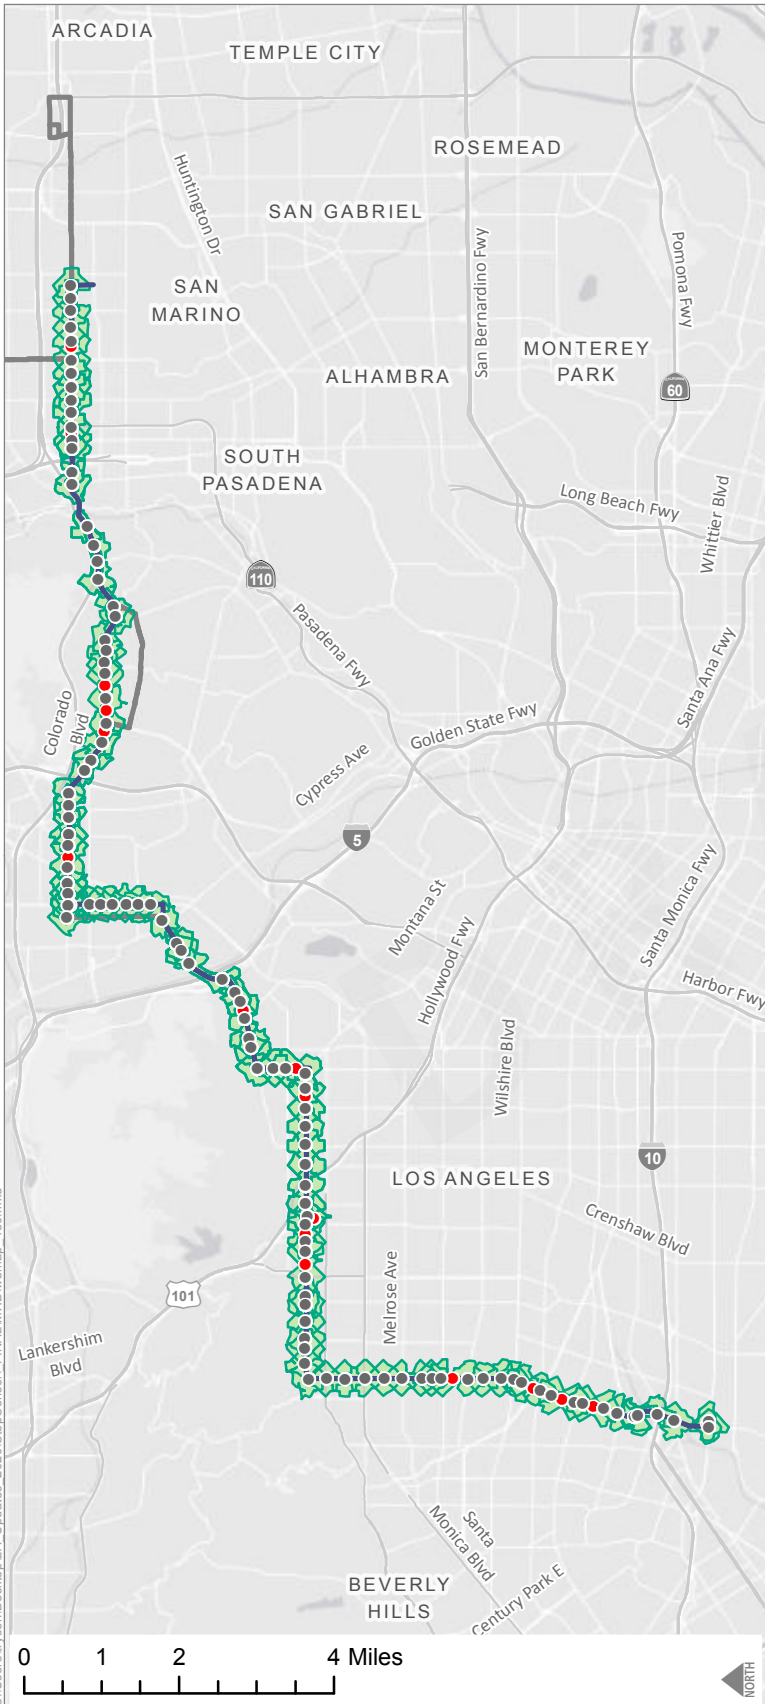 ARCADIA
TEMPLE CITY
ROSEMEAD
Huntington Dr
SAN GABRIEL
San Bernardino Fwy
Pomona Fwy
SAN
MARINO
MONTEREY
PARK
ALHAMBRA
CALIFORNIA
60
SOUTH
PASADENA
Long Beach Fwy
Whittier Blvd
CALIFORNIA
110
Pasadena Fwy
Santa Ana Fwy
Colorado
Blvd
Golden State Fwy
Cypress Ave
5
Montana St
Hollywood Fwy
Santa Monica Fwy
Harbor Fwy
Wilshire Blvd
10
LOS ANGELES
Crenshaw Blvd
Melrose Ave
101
Lankershim
Blvd
Santa
Monica Blvd
Century Park E
BEVERLY
HILLS
0 1 2 4 Miles
NORTH